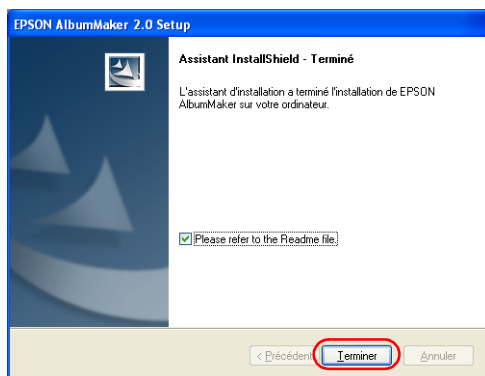 EPSON AlbumMaker 2.0 Setup
Assistant InstallShield - Terminé
L'assistant d'installation a terminé l'installation de EPSON
AlbumMaker sur votre ordinateur.
Please refer to the Readme file.
< Précédent
Terminer
Annuler